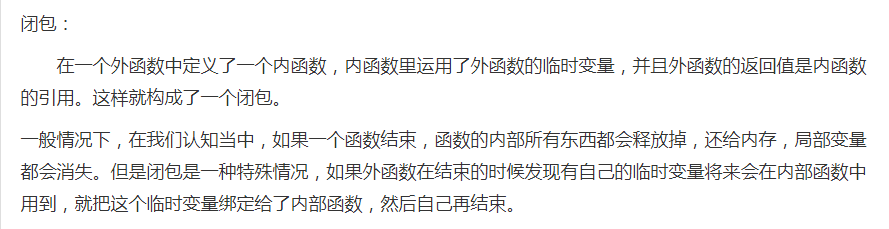 闭包：
在一个外函数中定义了一个内函数，内函数里运用了外函数的临时变量，并且外函数的返回值是内函数
的引用。这样就构成了一个闭包。
一般情况下，在我们认知当中，如果一个函数结束，函数的内部所有东西都会释放掉，还给内存，局部变量
都会消失。但是闭包是一种特殊情况，如果外函数在结束的时候发现有自己的临时变量将来会在内部函数中
用到，就把这个临时变量绑定给了内部函数，然后自己再结束。